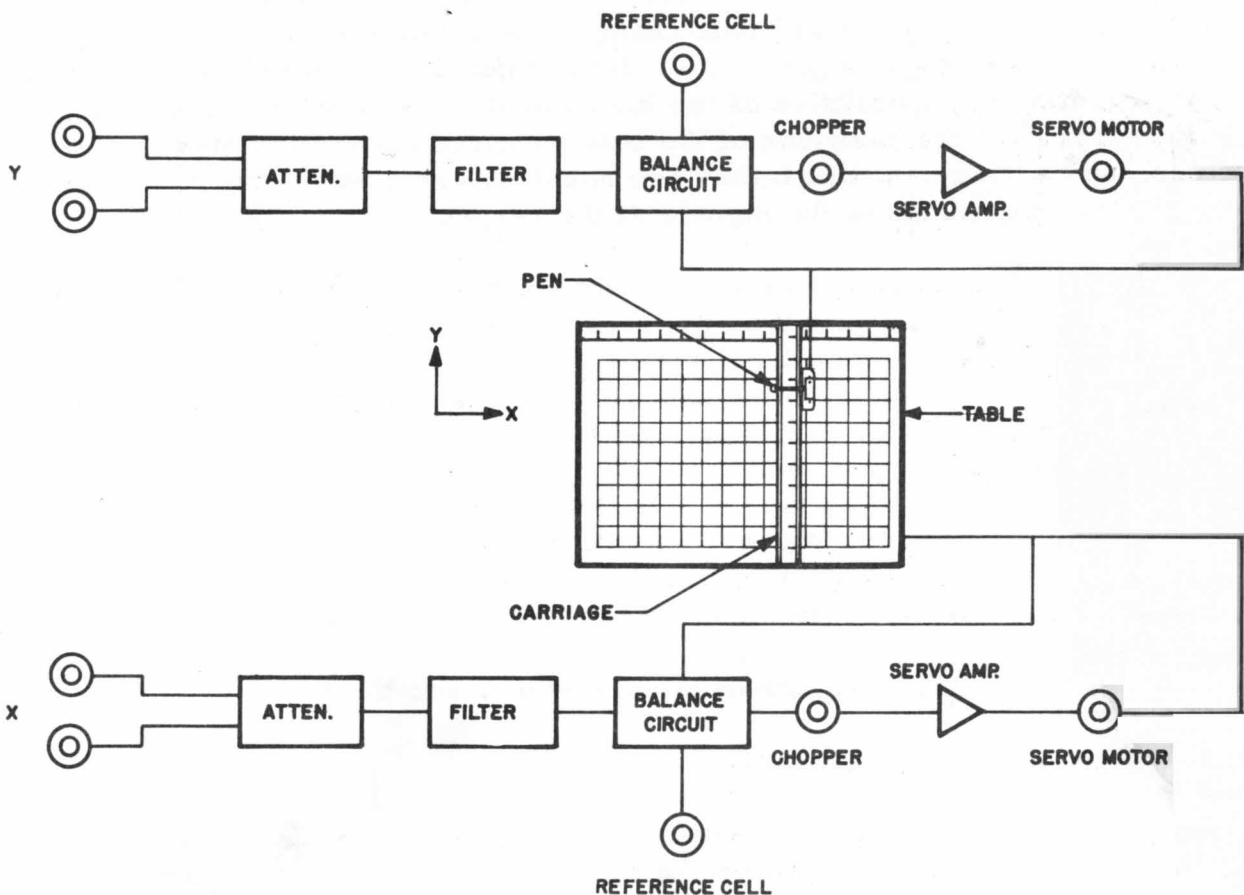 REFERENCE CELL
CHOPPER
SERVO MOTOR
Y
ATTEN.
FILTER
BALANCE
CIRCUIT
SERVO AMP.
PEN
Y
X
TABLE
CARRIAGE
SERVO AMP.
X
ATTEN.
FILTER
BALANCE
CIRCUIT
CHOPPER
SERVO MOTOR
REFERENCE CELL